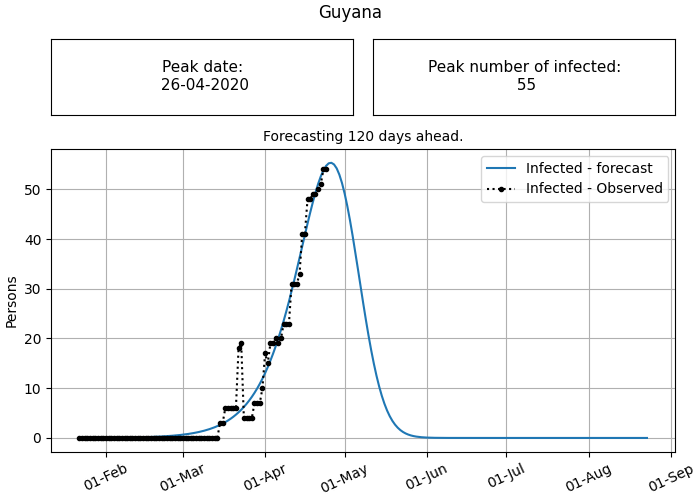 Guyana
Peak date:
26-04-2020
Peak number of infected:
55
Forecasting 120 days ahead.
Infected - forecast
Infected - Observed
Persons
50
40
30
20
10
0
01-Feb
01-Mar
01-Apr
01-May
01-Jun
01-Jul
01-Aug
01-Sep